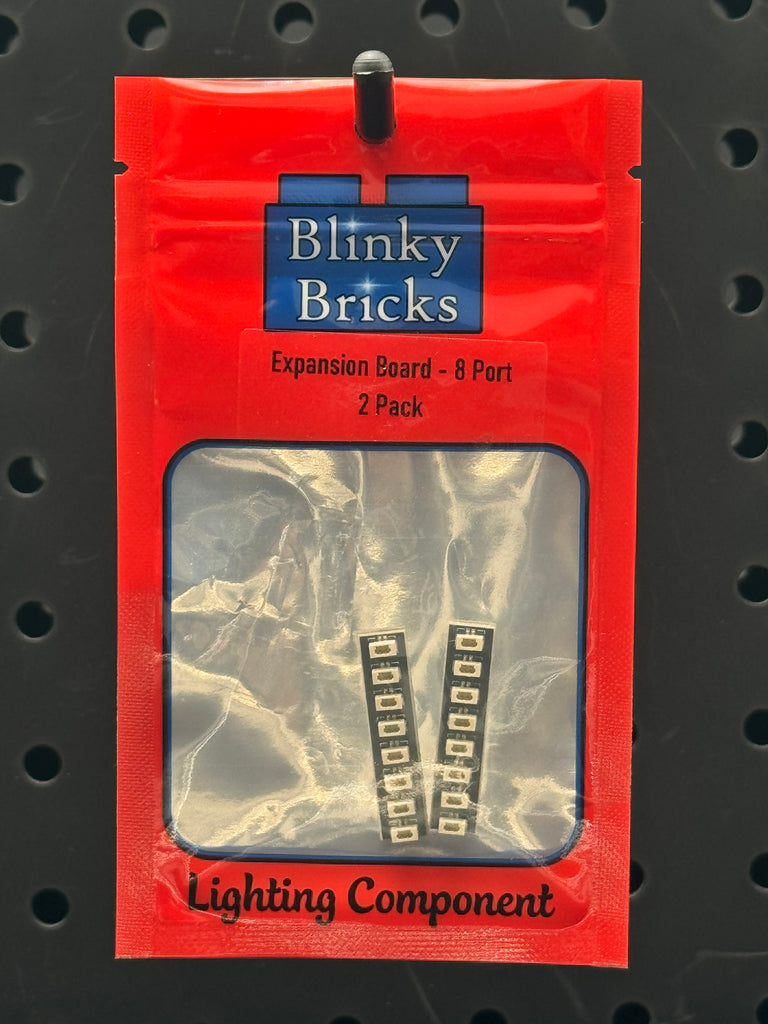 Blinky
Bricks
Expansion Board - 8 Port
2 Pack
Lighting Component